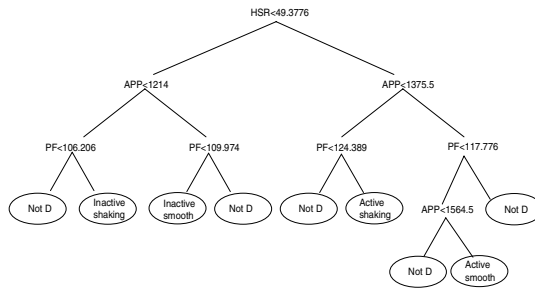 HSR<49.3776
APP<1214
APP<1375.5
PF<106.206
PF<109.974
PF<124.389
PF<117.776
Not D
Inactive
shaking
Inactive
smooth
Not D
Not D
Active
shaking
APP<1564.5
Not D
Not D
Active
smooth